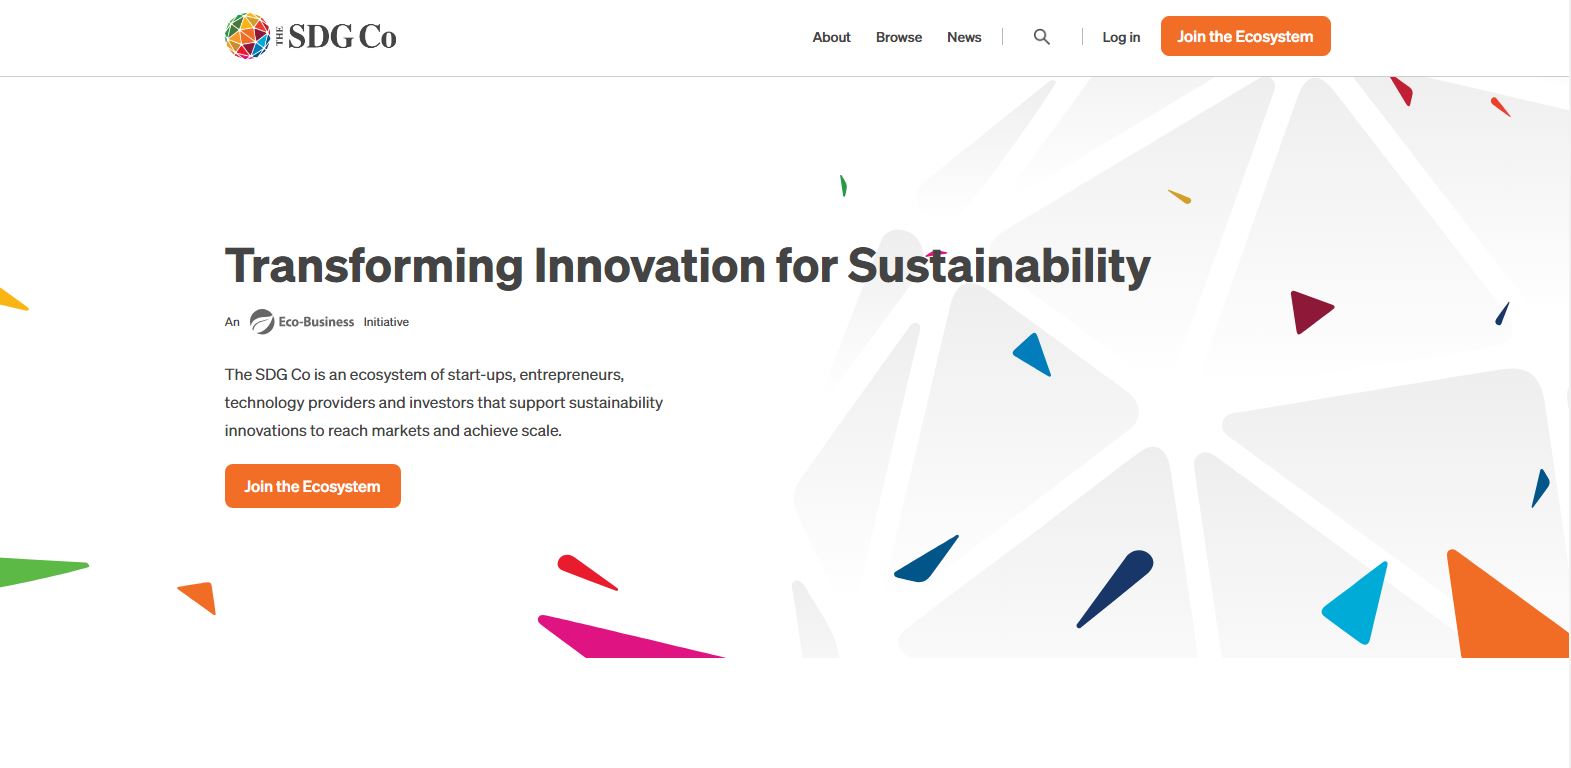 THE SDG Co
About Browse News Log in Join the Ecosystem
Transforming Innovation for Sustainability
An Eco-Business Initiative
The SDG Co is an ecosystem of start-ups, entrepreneurs,
technology providers and investors that support sustainability
innovations to reach markets and achieve scale.
Join the Ecosystem